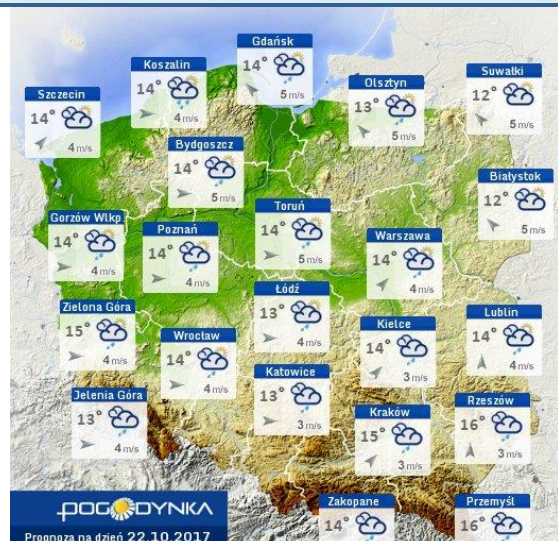 Gdańsk
14°
5 m/s
Koszalin
14°
4 m/s
Suwałki
12°
5 m/s
Olsztyn
13°
5 m/s
Szczecin
14°
4 m/s
Bydgoszcz
14°
5 m/s
Białystok
12°
5 m/s
Toruń
14°
5 m/s
Gorzów Wlkp
14°
4 m/s
Poznań
14°
4 m/s
Warszawa
14°
4 m/s
Łódź
13°
4 m/s
Zielona Góra
15°
4 m/s
Lublin
14°
4 m/s
Kielce
14°
3 m/s
Wrocław
14°
4 m/s
Katowice
13°
3 m/s
Jelenia Góra
13°
4 m/s
Rzeszów
16°
3 m/s
Kraków
15°
3 m/s
Zakopane
14°
Przemyśl
16°
POGODYNKA
Prognoza na dzień 22.10.2017